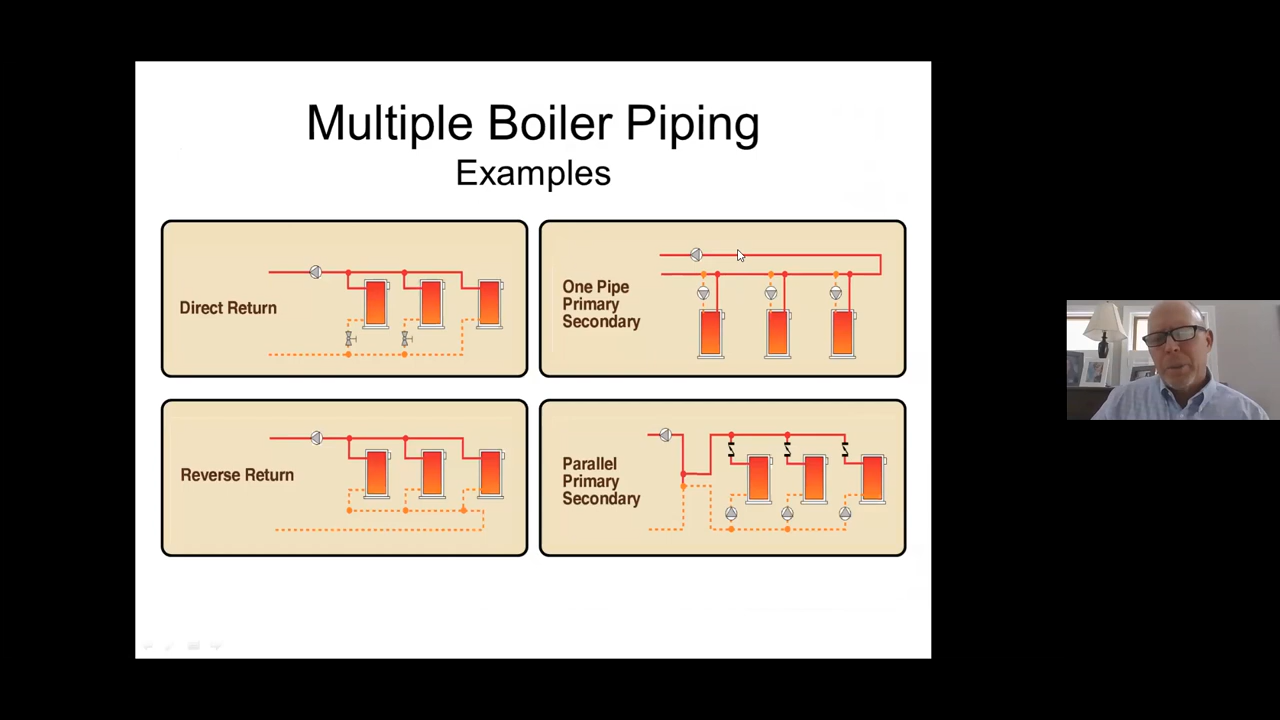 Multiple Boiler Piping
Examples
Direct Return
One Pipe
Primary
Secondary
Reverse Return
Parallel
Primary
Secondary